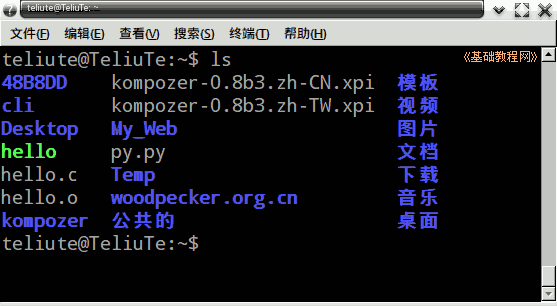 teliute@TeliuTe: ~
文件(F) 编辑(E) 查看(V) 搜索(S) 终端(T) 帮助(H)
teliute@TeliuTe:~$ ls 《基础教程网》
48B8DD kompozer-0.8b3.zh-CN.xpi 模板
cli kompozer-0.8b3.zh-TW.xpi 视频
Desktop My_Web 图片
hello py.py 文档
hello.c Temp 下载
hello.o woodpecker.org.cn 音乐
kompozer 公共的 桌面
teliute@TeliuTe:~$